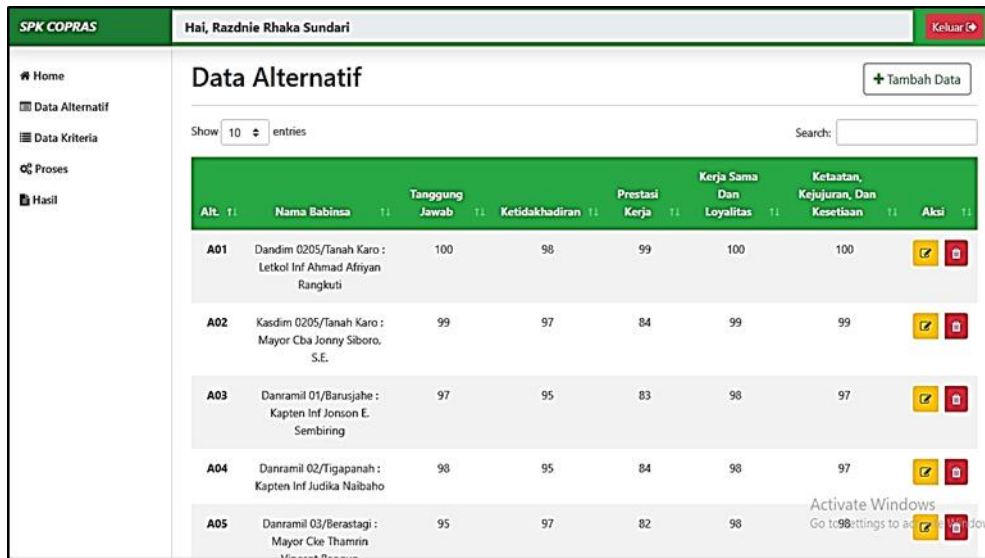 SPK COPRAS
Hai, Razdnie Rhaka Sundari
Keluar
Home
Data Alternatif
Data Kriteria
Proses
Hasil
Data Alternatif
Tambah Data
Show 10 entries
Search:
Alt. Nama Babinsa Tanggung Jawab Ketidakhadiran Prestasi Kerja Kerja Sama Dan Loyalitas Ketaatan, Kejujuran, Dan Kesetiaan Aksi
A01 Dandim 0205/Tanah Karo : 100 98 99 100 100
Letkol Inf Ahmad Afriyan
Rangkuti
A02 Kasdim 0205/Tanah Karo : 99 97 84 99 99
Mayor Cba Jonny Siboro,
S.E.
A03 Danramil 01/Barusjahe : 97 95 83 98 97
Kapten Inf Jonson E.
Sembiring
A04 Danramil 02/Tigapanah : 98 95 84 98 97
Kapten Inf Judika Naibaho
Activate Windows
A05 Danramil 03/Berastagi : 95 97 82 98 98
Go to Settings to
Mayor Cke Thamrin